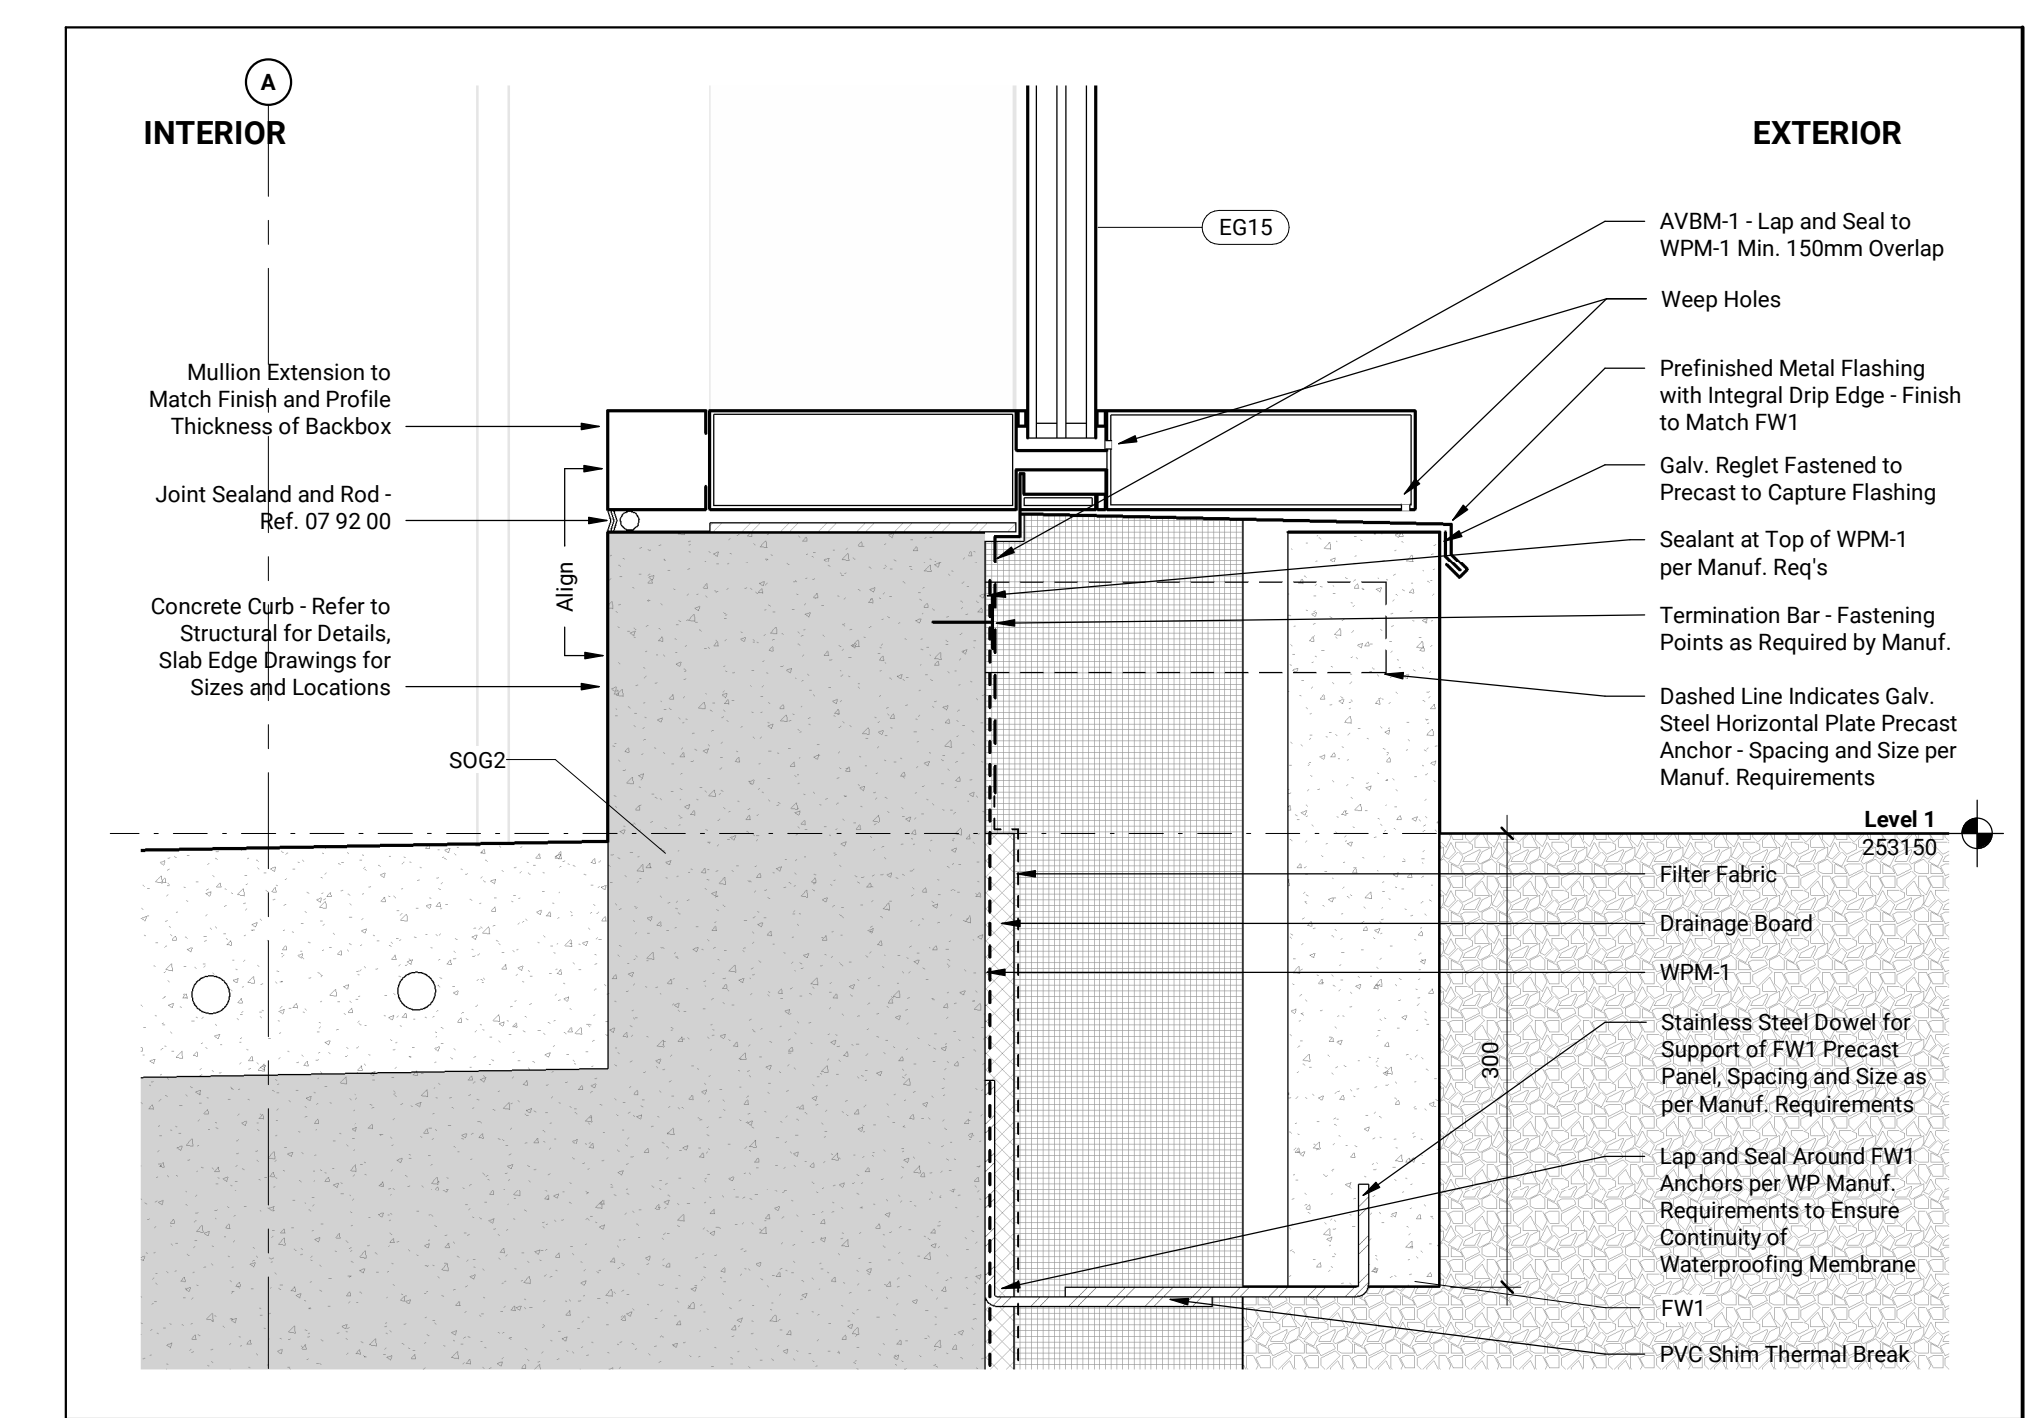 A
INTERIOR
EXTERIOR
EG15
Mullion Extension to
Match Finish and Profile
Thickness of Backbox
Joint Sealand and Rod -
Ref. 07 92 00
Align
Concrete Curb - Refer to
Structural for Details,
Slab Edge Drawings for
Sizes and Locations
SOG2
AVBM-1 - Lap and Seal to
WPM-1 Min. 150mm Overlap
Weep Holes
Prefinished Metal Flashing
with Integral Drip Edge - Finish
to Match FW1
Galv. Reglet Fastened to
Precast to Capture Flashing
Sealant at Top of WPM-1
per Manuf. Req's
Termination Bar - Fastening
Points as Required by Manuf.
Dashed Line Indicates Galv.
Steel Horizontal Plate Precast
Anchor - Spacing and Size per
Manuf. Requirements
Level 1
253150
Filter Fabric
Drainage Board
WPM-1
Stainless Steel Dowel for
Support of FW1 Precast
Panel, Spacing and Size as
per Manuf. Requirements
300
Lap and Seal Around FW1
Anchors per WP Manuf.
Requirements to Ensure
Continuity of
Waterproofing Membrane
FW1
PVC Shim Thermal Break